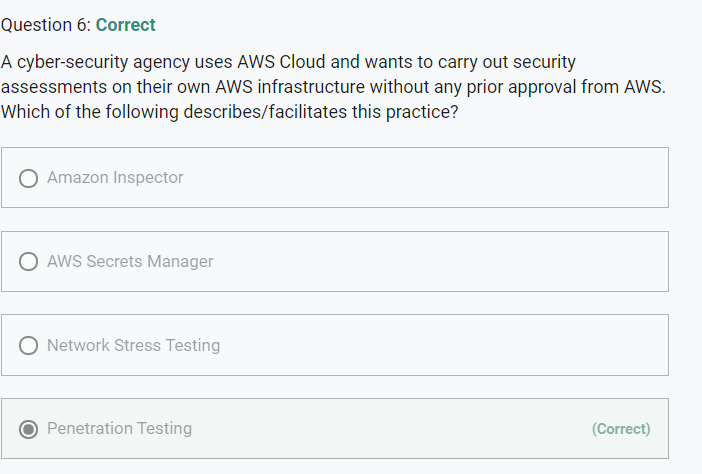 Question 6: Correct
A cyber-security agency uses AWS Cloud and wants to carry out security
assessments on their own AWS infrastructure without any prior approval from AWS.
Which of the following describes/facilitates this practice?
Amazon Inspector
AWS Secrets Manager
Network Stress Testing
Penetration Testing (Correct)